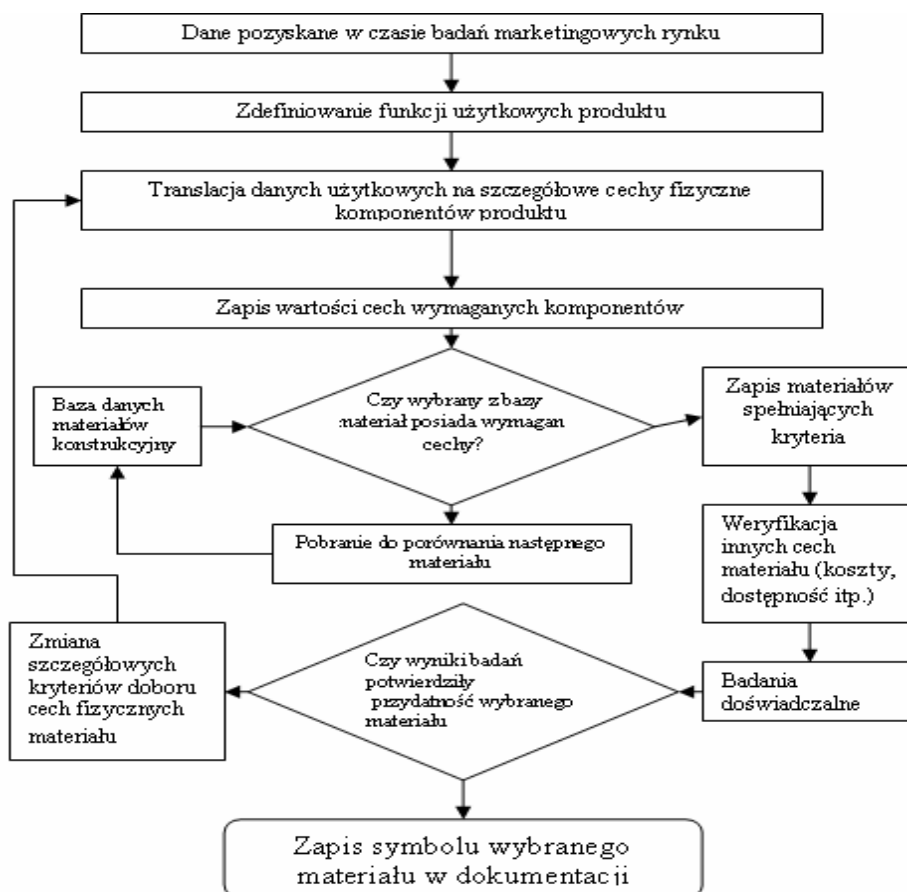 Dane pozyskane w czasie badań marketingowych rynku
Zdefiniowanie funkcji użytkowych produktu
Translacja danych użytkowych na szczegółowe cechy fizyczne
komponentów produktu
Zapis wartości cech wymaganych komponentów
Baza danych
materiałów
konstrukcyjny
Czy wybrany z bazy
materiał posiada wymagan
cechy?
Zapis materiałów
spełniających
kryteria
Pobranie do porównania następnego
materiału
Weryfikacja
innych cech
materiału (koszty,
dostępność itp.)
Zmiana
szczegółowych
kryteriów doboru
cech fizycznych
materiału
Czy wyniki badań
potwierdziły
przydatność wybranego
materiału
Badania
doświadczalne
Zapis symbolu wybranego
materiału w dokumentacji